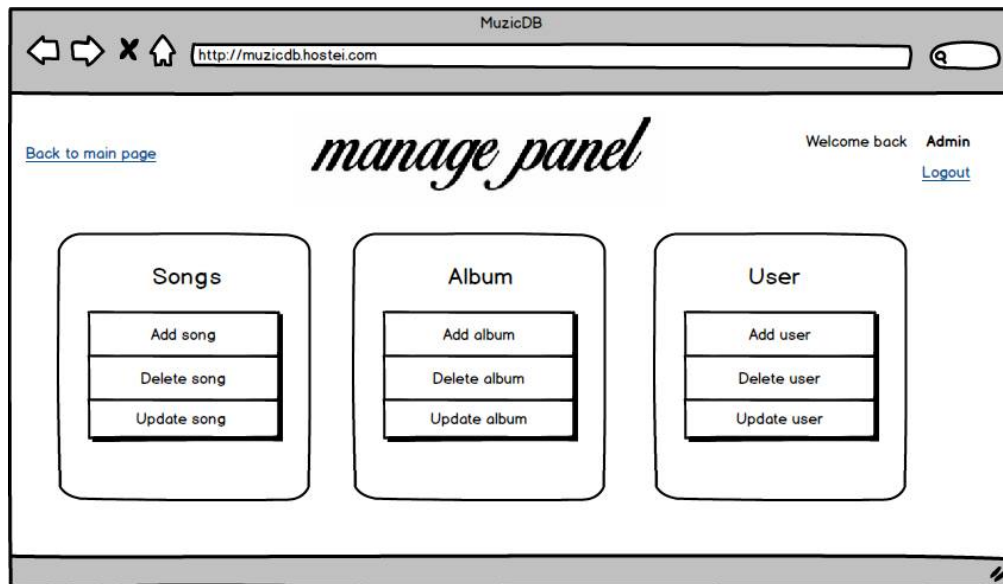 MuzicDB
http://muzicdb.hostei.com
Back to main page
manage panel
Welcome back Admin
Logout
Songs
Add song
Delete song
Update song
Album
Add album
Delete album
Update album
User
Add user
Delete user
Update user